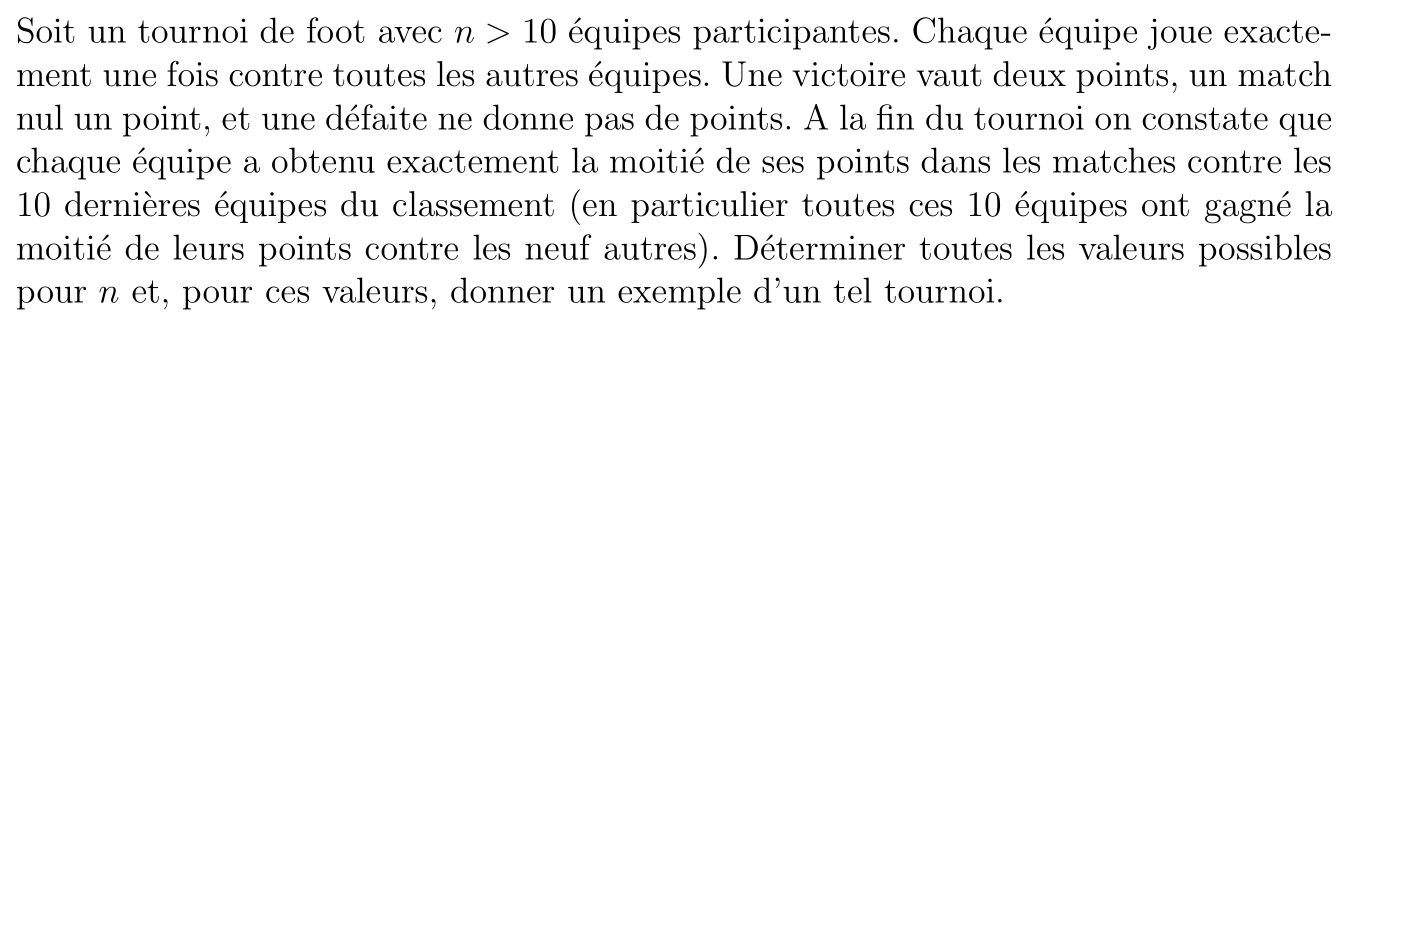 Soit un tournoi de foot avec n > 10 équipes participantes. Chaque équipe joue exacte-
ment une fois contre toutes les autres équipes. Une victoire vaut deux points, un match
nul un point, et une défaite ne donne pas de points. A la fin du tournoi on constate que
chaque équipe a obtenu exactement la moitié de ses points dans les matches contre les
10 dernières équipes du classement (en particulier toutes ces 10 équipes ont gagné la
moitié de leurs points contre les neuf autres). Déterminer toutes les valeurs possibles
pour n et, pour ces valeurs, donner un exemple d'un tel tournoi.